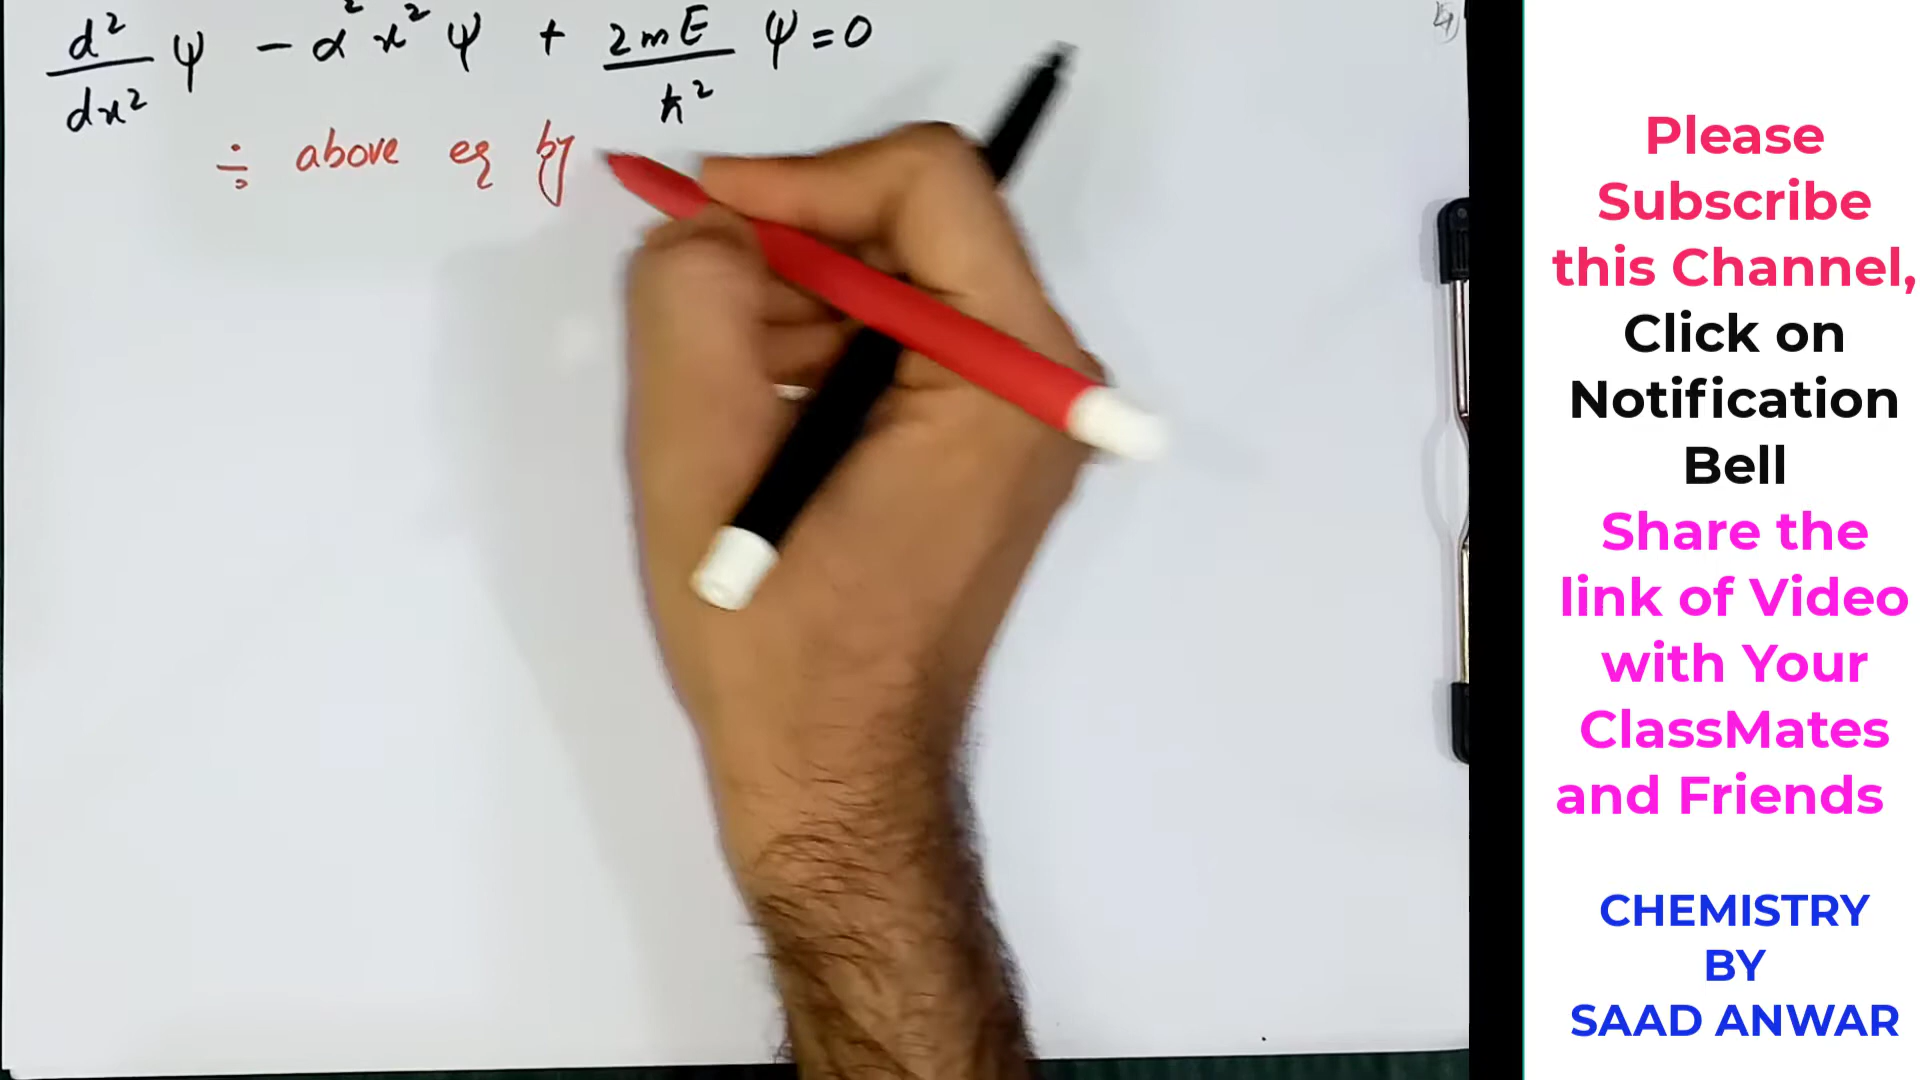 d²/dx² ψ - α²x²ψ + 2mE/ħ² ψ = 0
÷ above eq by
Please
Subscribe
this Channel,
Click on
Notification
Bell
Share the
link of Video
with Your
ClassMates
and Friends
CHEMISTRY
BY
SAAD ANWAR